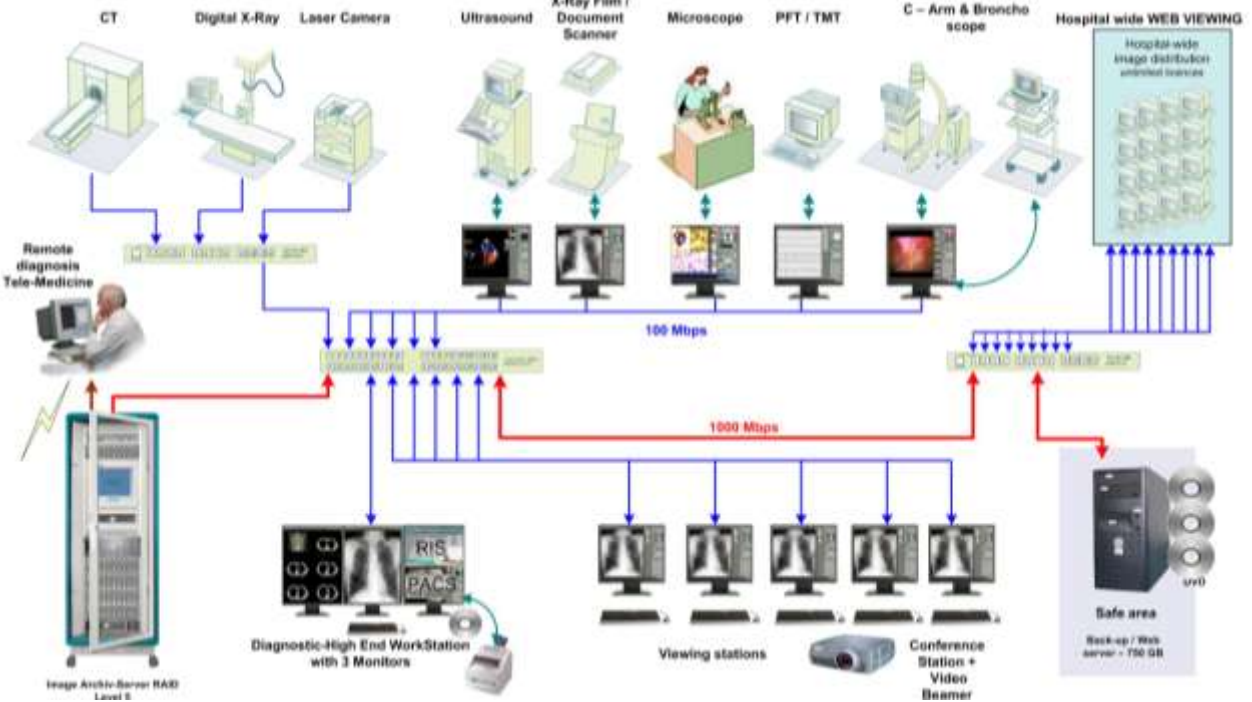 CT
Digital X-Ray
Laser Camera
Ultrasound
X-Ray Film /
Document
Scanner
Microscope
PFT / TMT
C – Arm & Broncho
scope
Hospital wide WEB VIEWING
Hospital-wide
image distribution
unlimited licences
Remote
diagnosis
Tele-Medicine
100 Mbps
1000 Mbps
RIS
PACS
Diagnostic-High End WorkStation
with 3 Monitors
Viewing stations
Conference
Station +
Video
Beamer
Safe area
Back-up / Web
server – 750 GB
Image Archiv-Server RAID
Level 5